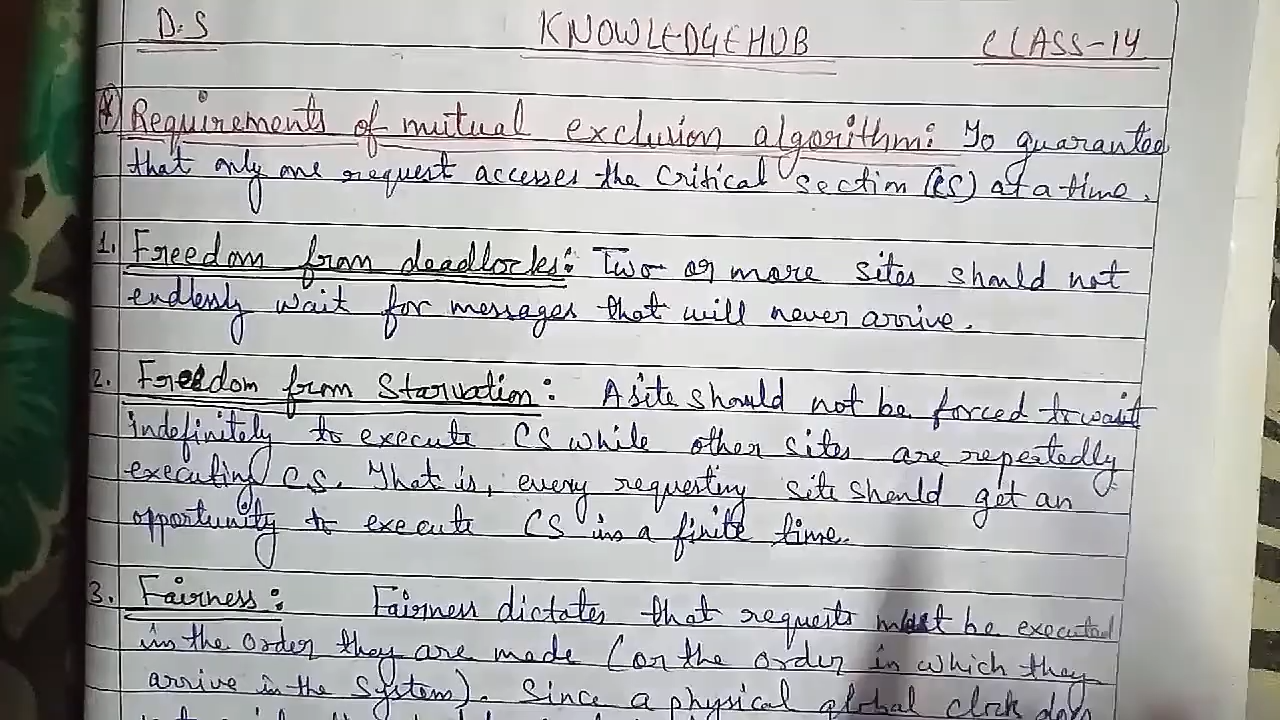 D.S KNOWLEDGEHUB CLASS-14
Requirements of mutual exclusion algorithm: To guarantee
that only one request accesses the Critical Section (CS) at a time.
1. Freedom from deadlocks: Two or more sites should not
endlessly wait for messages that will never arrive.
2. Freedom from Starvation: A site should not be forced to wait
indefinitely to execute CS while other sites are repeatedly
executing CS. That is, every requesting site should get an
opportunity to execute CS in a finite time.
3. Fairness: Fairness dictates that requests must be executed
in the order they are made (or the order in which they
arrive in the System). Since a physical global clock does